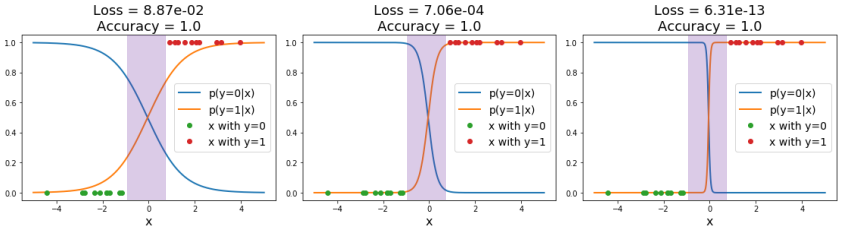 Loss = 8.87e-02
Accuracy = 1.0
1.0
0.8
0.6
0.4
0.2
0.0
−4
−2
0
2
4
x
p(y=0|x)
p(y=1|x)
x with y=0
x with y=1
Loss = 7.06e-04
Accuracy = 1.0
1.0
0.8
0.6
0.4
0.2
0.0
−4
−2
0
2
4
x
p(y=0|x)
p(y=1|x)
x with y=0
x with y=1
Loss = 6.31e-13
Accuracy = 1.0
1.0
0.8
0.6
0.4
0.2
0.0
−4
−2
0
2
4
x
p(y=0|x)
p(y=1|x)
x with y=0
x with y=1